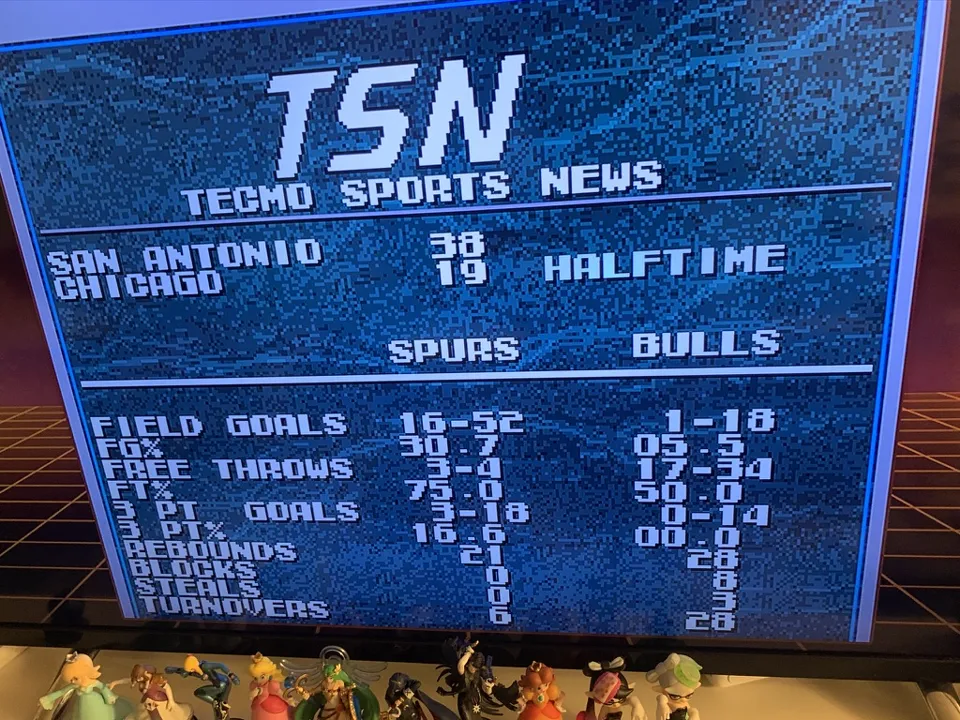 TSN
TECMO SPORTS NEWS
SAN ANTONIO 38
CHICAGO 19 HALFTIME
SPURS BULLS
FIELD GOALS 16-52 1-18
FG% 30.7 05.5
FREE THROWS 3-4 17-34
FT% 75.0 50.0
3 PT GOALS 3-18 0-14
3 PT% 16.6 00.0
REBOUNDS 21 28
BLOCKS 0 8
STEALS 0 3
TURNOVERS 6 28